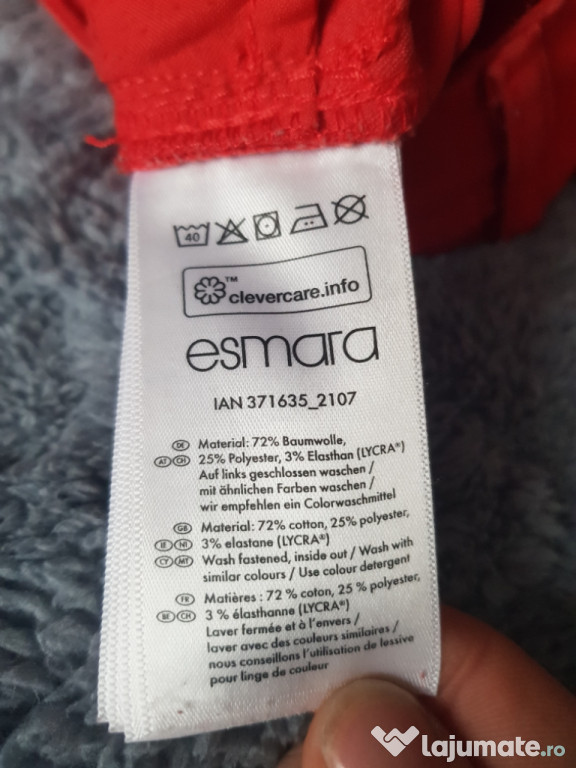 40
™
clevercare.info
esmara
IAN 371635_2107
DE Material: 72% Baumwolle,
AT CH 25% Polyester, 3% Elasthan (LYCRA®)
Auf links geschlossen waschen /
mit ähnlichen Farben waschen /
wir empfehlen ein Colorwaschmittel
GB Material: 72% cotton, 25% polyester,
IE NI 3% elastane (LYCRA®)
CY MT Wash fastened, inside out / Wash with
similar colours / Use colour detergent
FR Matières : 72 % coton, 25 % polyester,
BE CH 3 % élasthanne (LYCRA®)
Laver fermée et à l'envers /
laver avec des couleurs similaires /
nous conseillons l'utilisation de lessive
pour linge de couleur
lajumate.ro